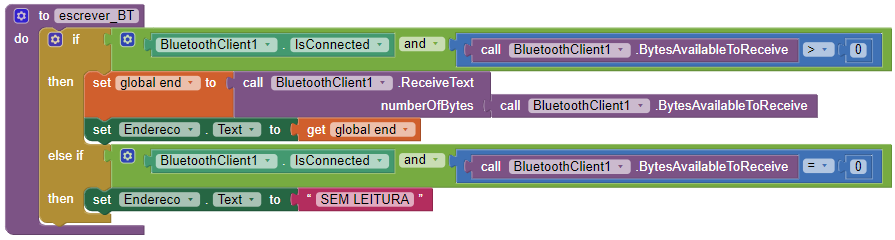 to escrever_BT
do if BluetoothClient1 . IsConnected and call BluetoothClient1 .BytesAvailableToReceive > 0
then set global end to call BluetoothClient1 .ReceiveText
numberOfBytes call BluetoothClient1 .BytesAvailableToReceive
set Endereco . Text to get global end
else if BluetoothClient1 . IsConnected and call BluetoothClient1 .BytesAvailableToReceive = 0
then set Endereco . Text to “ SEM LEITURA ”